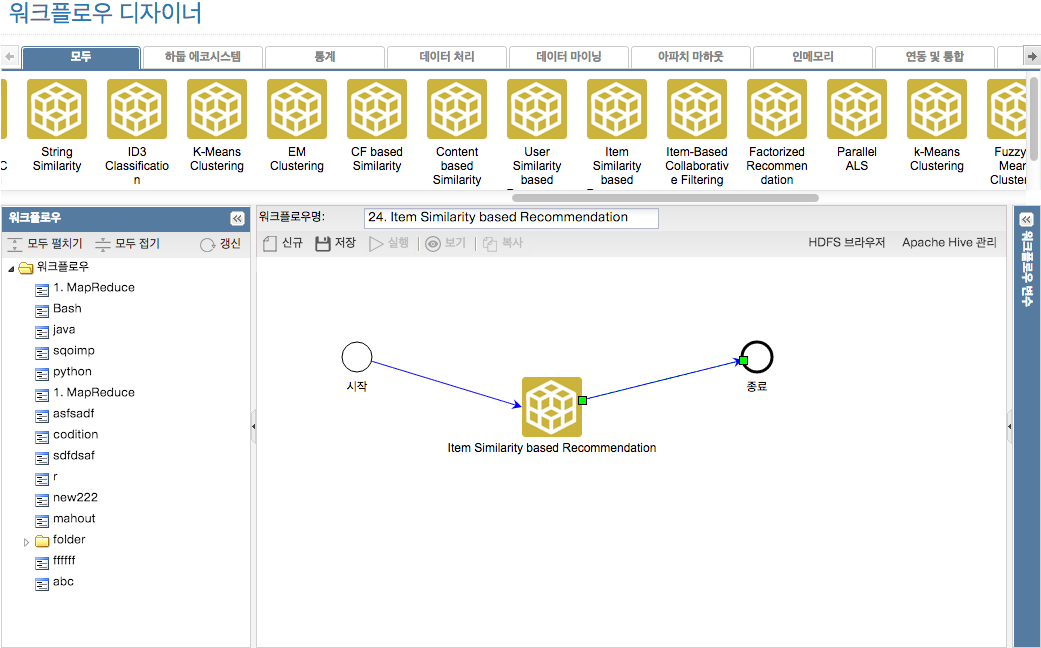 워크플로우 디자이너
모두 하둡 에코시스템 통계 데이터 처리 데이터 마이닝 아파치 마하웃 인메모리 연동 및 통합
C
String
Similarity
ID3
Classificatio
n
K-Means
Clustering
EM
Clustering
CF based
Similarity
Content
based
Similarity
User
Similarity
based
Item
Similarity
based
Item-Based
Collaborativ
e Filtering
Factorized
Recommen
dation
Parallel
ALS
k-Means
Clustering
Fuzzy
Mear
Cluster
워크플로우
모두 펼치기 모두 접기 갱신
워크플로우
1. MapReduce
Bash
java
sqoimp
python
1. MapReduce
asfsadf
codition
sdfdsaf
r
new222
mahout
folder
ffffff
abc
워크플로우명: 24. Item Similarity based Recommendation
신규 저장 실행 보기 복사 HDFS 브라우저 Apache Hive 관리
시작
Item Similarity based Recommendation
종료
워크플로우 변수